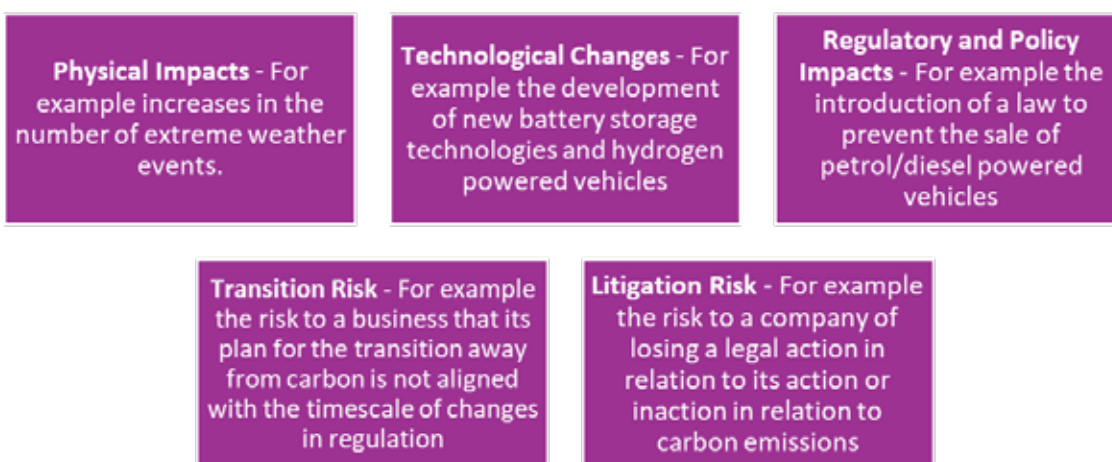 Physical Impacts - For
example increases in the
number of extreme weather
events.
Technological Changes - For
example the development
of new battery storage
technologies and hydrogen
powered vehicles
Regulatory and Policy
Impacts - For example the
introduction of a law to
prevent the sale of
petrol/diesel powered
vehicles
Transition Risk - For example
the risk to a business that its
plan for the transition away
from carbon is not aligned
with the timescale of changes
in regulation
Litigation Risk - For example
the risk to a company of
losing a legal action in
relation to its action or
inaction in relation to
carbon emissions